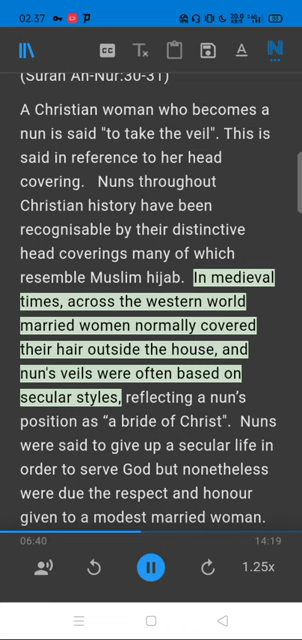 02.37
20.0
KB/s
CC
A
N
(Surah An-Nur:30-31)
A Christian woman who becomes a
nun is said "to take the veil". This is
said in reference to her head
covering. Nuns throughout
Christian history have been
recognisable by their distinctive
head coverings many of which
resemble Muslim hijab. In medieval
times, across the western world
married women normally covered
their hair outside the house, and
nun's veils were often based on
secular styles, reflecting a nun's
position as “a bride of Christ". Nuns
were said to give up a secular life in
order to serve God but nonetheless
were due the respect and honour
given to a modest married woman.
06:40
14:19
1.25x